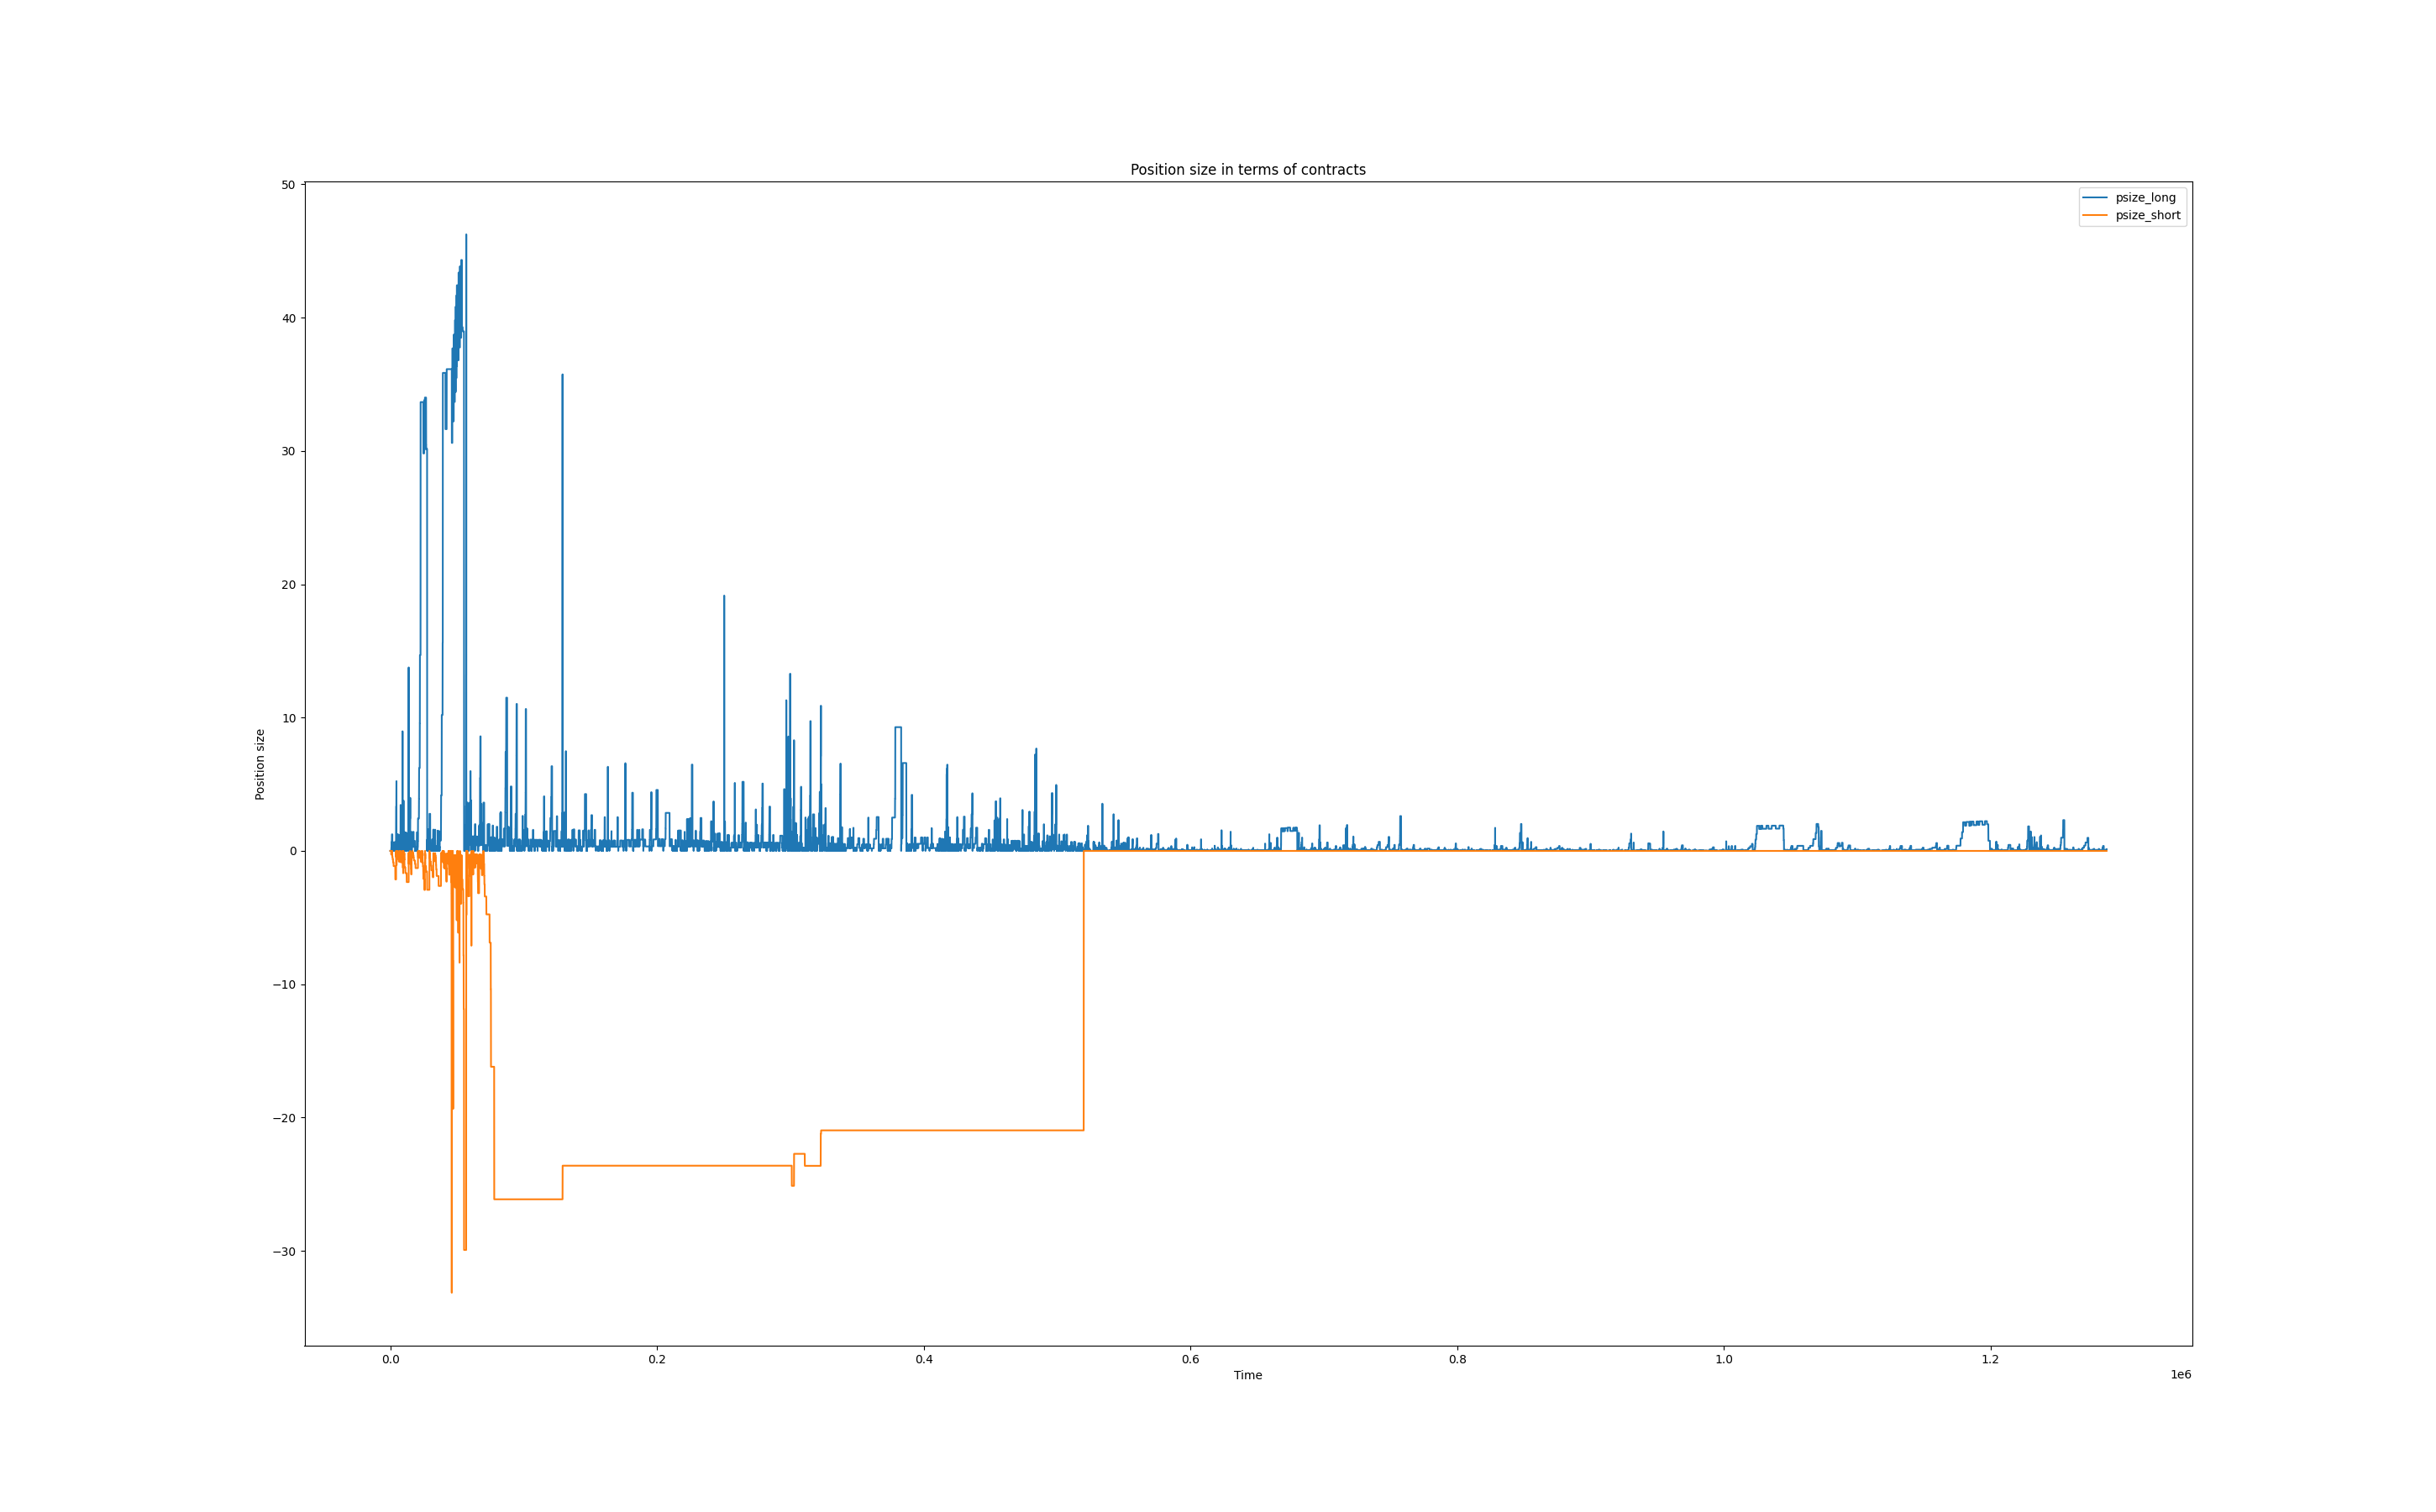 Position size in terms of contracts
psize_long
psize_short
Position size
50
40
30
20
10
0
−10
−20
−30
0.0 0.2 0.4 0.6 0.8 1.0 1.2
Time
1e6